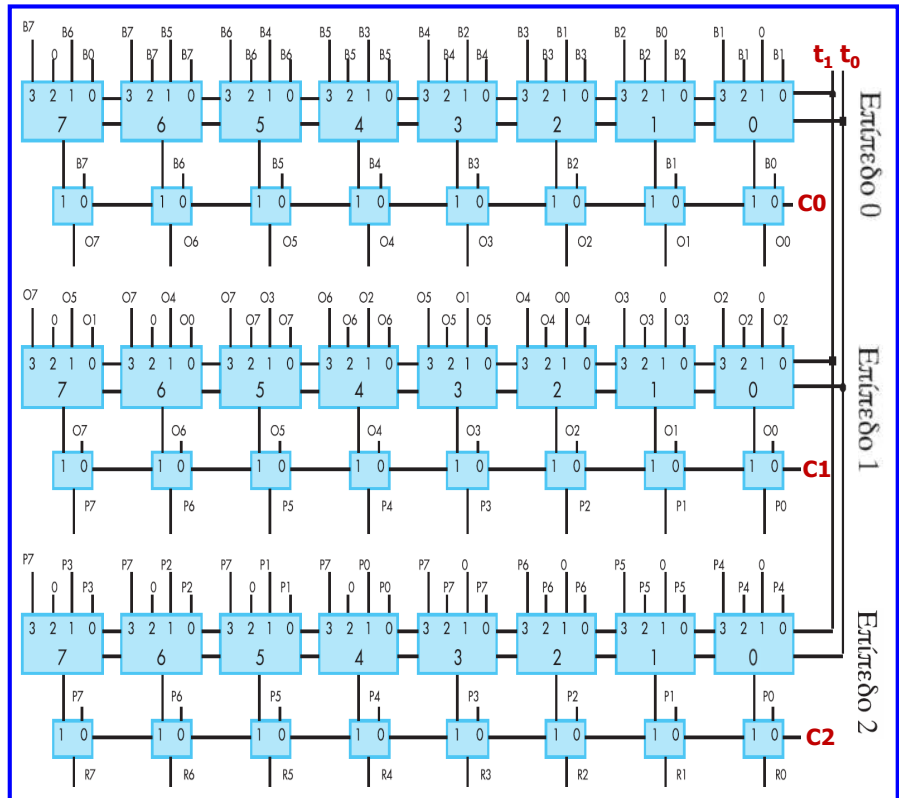 B7 B6 B7 B5 B6 B4 B5 B3 B4 B2 B3 B1 B2 B0 B1 0
0 B0 B7 B7 B6 B6 B5 B5 B4 B4 B3 B3 B2 B2 B1 B1 t1 t0
3 2 1 0 3 2 1 0 3 2 1 0 3 2 1 0 3 2 1 0 3 2 1 0 3 2 1 0 3 2 1 0
7 6 5 4 3 2 1 0
Επίπεδο 0
B7 B6 B5 B4 B3 B2 B1 B0
1 0 1 0 1 0 1 0 1 0 1 0 1 0 1 0 C0
O7 O6 O5 O4 O3 O2 O1 O0
O7 O5 O7 O4 O7 O3 O6 O2 O5 O1 O4 O0 O3 0 O2 0
0 O1 0 O0 O7 O7 O6 O6 O5 O5 O4 O4 O3 O3 O2 O2
3 2 1 0 3 2 1 0 3 2 1 0 3 2 1 0 3 2 1 0 3 2 1 0 3 2 1 0 3 2 1 0
7 6 5 4 3 2 1 0
Επίπεδο 1
O7 O6 O5 O4 O3 O2 O1 O0
1 0 1 0 1 0 1 0 1 0 1 0 1 0 1 0 C1
P7 P6 P5 P4 P3 P2 P1 P0
P7 P3 P7 P2 P7 P1 P7 P0 P7 0 P6 0 P5 0 P4 0
0 P3 0 P2 0 P1 0 P0 P7 P7 P6 P6 P5 P5 P4 P4
3 2 1 0 3 2 1 0 3 2 1 0 3 2 1 0 3 2 1 0 3 2 1 0 3 2 1 0 3 2 1 0
7 6 5 4 3 2 1 0
Επίπεδο 2
P7 P6 P5 P4 P3 P2 P1 P0
1 0 1 0 1 0 1 0 1 0 1 0 1 0 1 0 C2
R7 R6 R5 R4 R3 R2 R1 R0